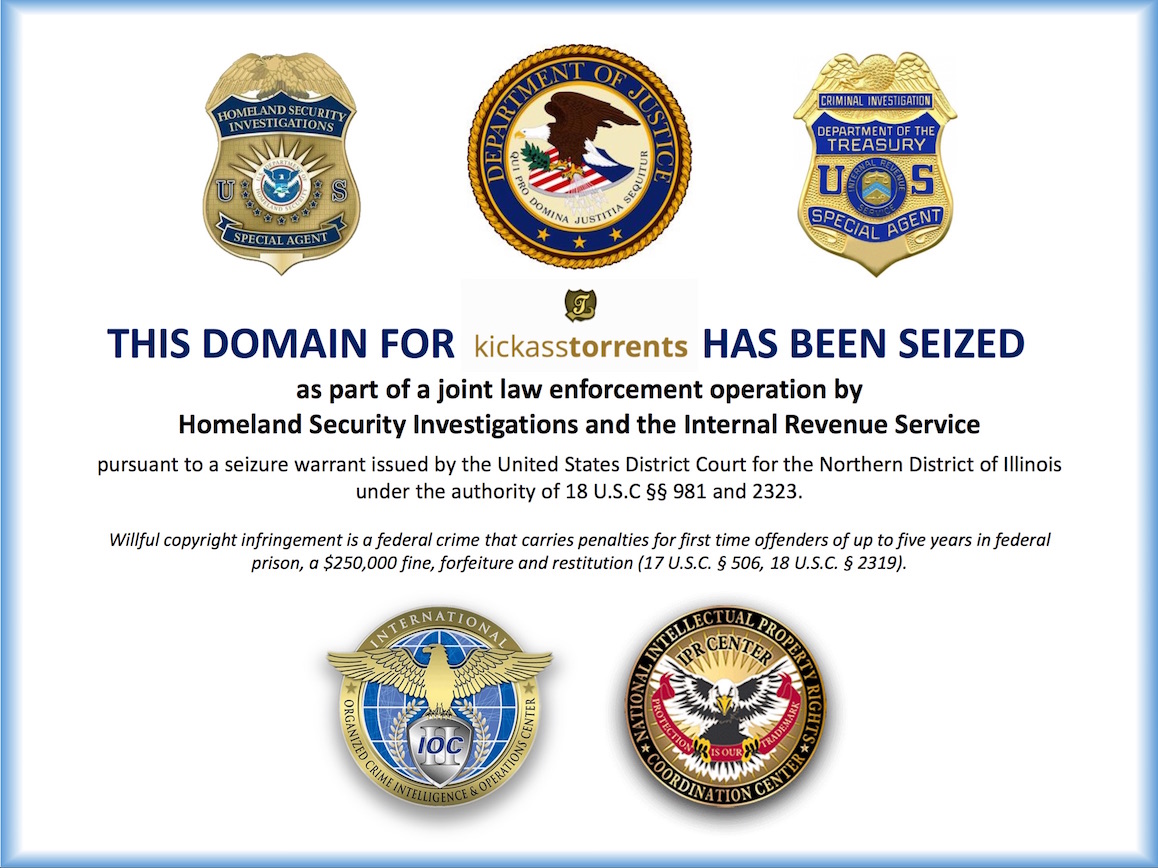 HOMELAND SECURITY
INVESTIGATIONS
U S
SPECIAL AGENT
DEPARTMENT OF JUSTICE
QUI PRO DOMINA JUSTITIA SEQUITUR
CRIMINAL INVESTIGATION
DEPARTMENT OF THE
TREASURY
U S
INTERNAL REVENUE
SERVICE
SPECIAL AGENT
THIS DOMAIN FOR kickasstorrents HAS BEEN SEIZED
as part of a joint law enforcement operation by
Homeland Security Investigations and the Internal Revenue Service
pursuant to a seizure warrant issued by the United States District Court for the Northern District of Illinois
under the authority of 18 U.S.C §§ 981 and 2323.
Willful copyright infringement is a federal crime that carries penalties for first time offenders of up to five years in federal
prison, a $250,000 fine, forfeiture and restitution (17 U.S.C. § 506, 18 U.S.C. § 2319).
INTERNATIONAL
IOC
ORGANIZED CRIME INTELLIGENCE & OPERATIONS CENTER
NATIONAL INTELLECTUAL PROPERTY RIGHTS
IPR CENTER
PROTECTION IS OUR TRADEMARK
COORDINATION CENTER